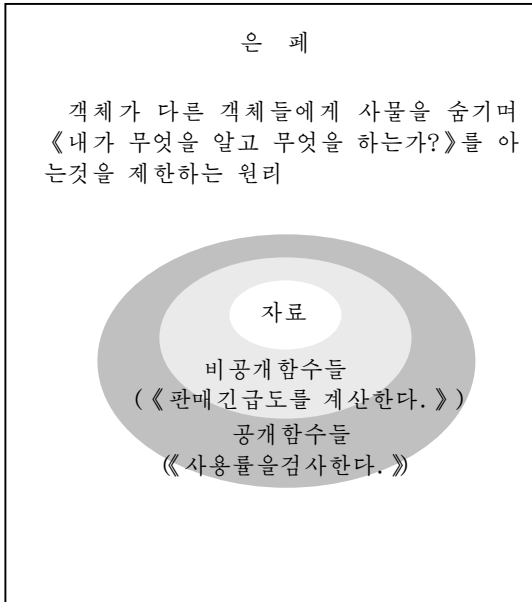 은 폐
객체가 다른 객체들에게 사물을 숨기며
《내가 무엇을 알고 무엇을 하는가?》를 아
는것을 제한하는 원리
자료
비공개함수들
(《판매긴급도를 계산한다.》)
공개함수들
(《사용률을검사한다.》)